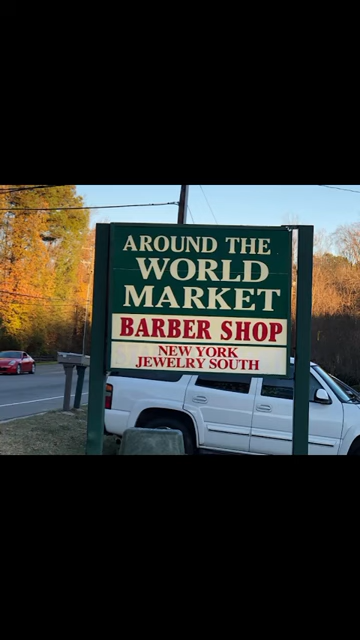 AROUND THE
WORLD
MARKET
BARBER SHOP
NEW YORK
JEWELRY SOUTH